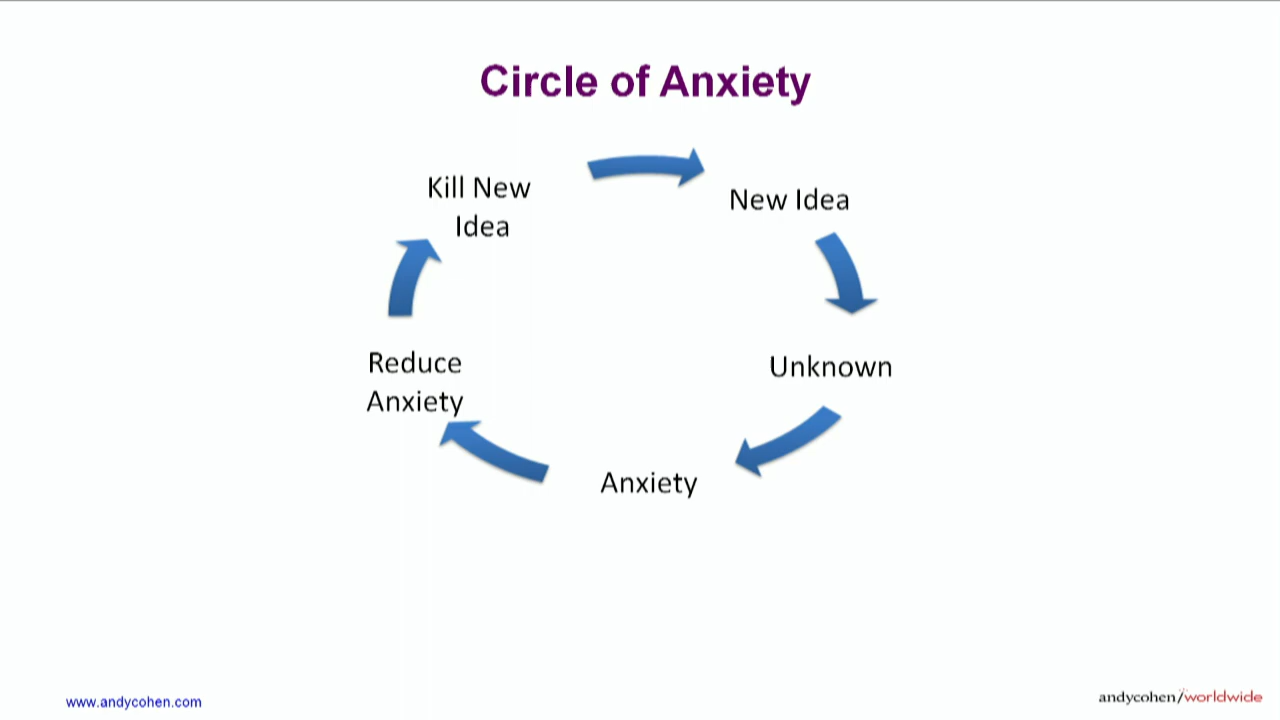 Circle of Anxiety
Kill New
Idea
New Idea
Unknown
Anxiety
Reduce
Anxiety
www.andycohen.com
andycohen/worldwide